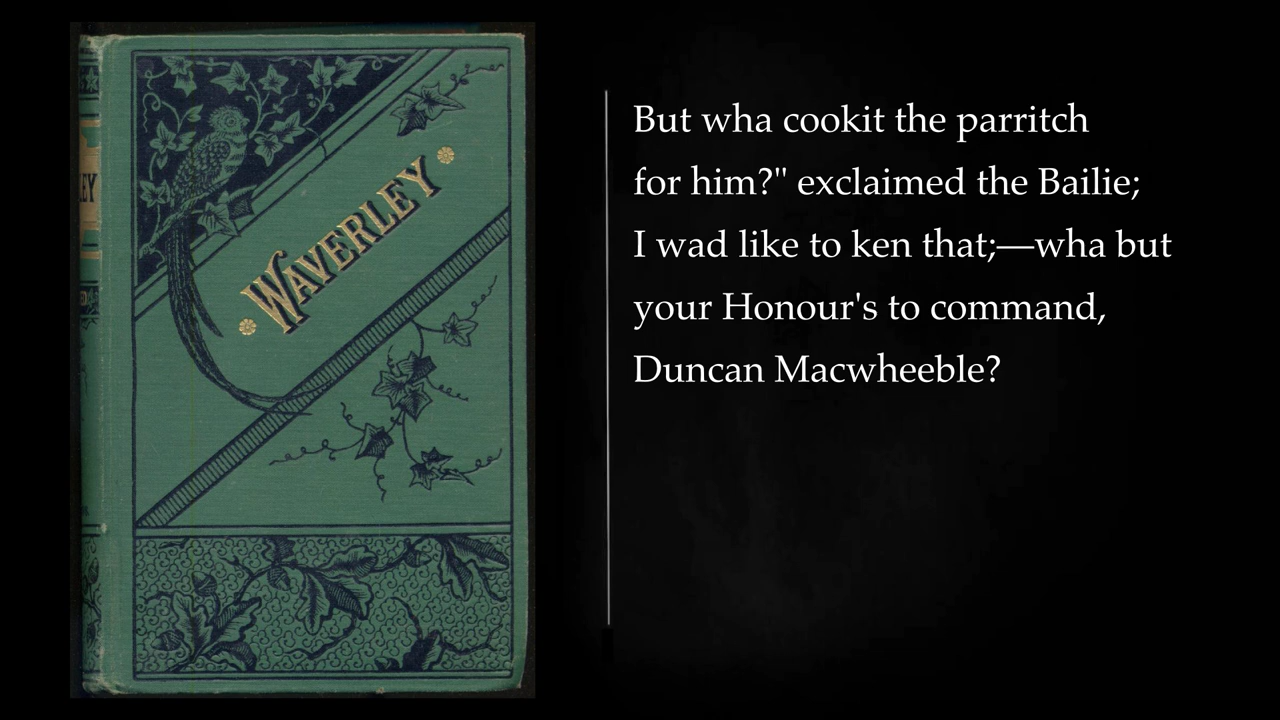 WAVERLEY
But wha cookit the parritch
for him?" exclaimed the Bailie;
I wad like to ken that;—wha but
your Honour's to command,
Duncan Macwheeble?